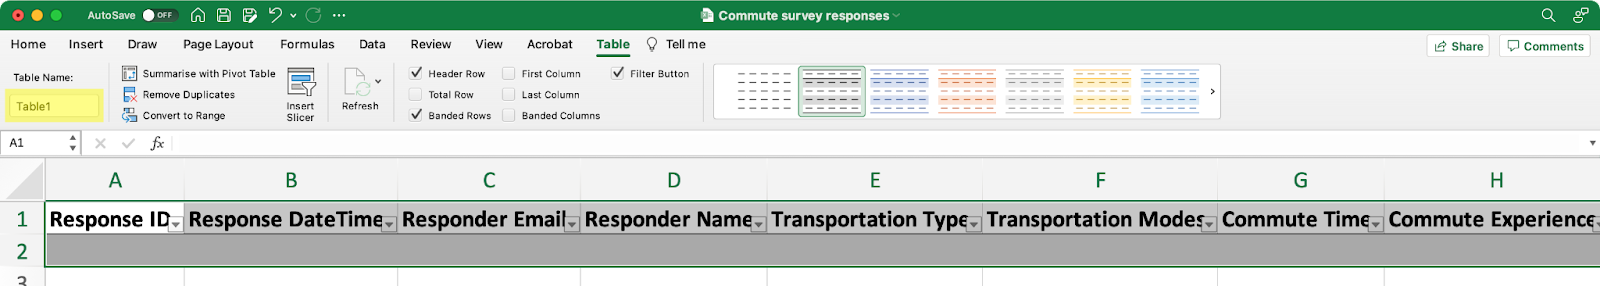 AutoSave OFF Commute survey responses
Home Insert Draw Page Layout Formulas Data Review View Acrobat Table Tell me Share Comments
Table Name: Summarise with Pivot Table Header Row First Column Filter Button
Table1 Remove Duplicates Total Row Last Column
Convert to Range Banded Rows Banded Columns
Insert Slicer Refresh
A1 fx
A B C D E F G H
1 Response ID Response DateTime Responder Email Responder Name Transportation Type Transportation Modes Commute Time Commute Experience
2
3